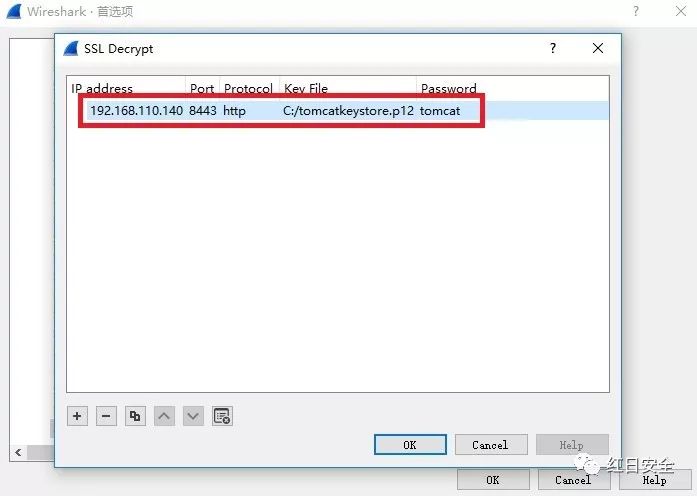 Wireshark · 首选项
SSL Decrypt
IP address Port Protocol Key File Password
192.168.110.140 8443 http C:/tomcatkeystore.p12 tomcat
OK Cancel Help
红日安全
OK Cancel Help